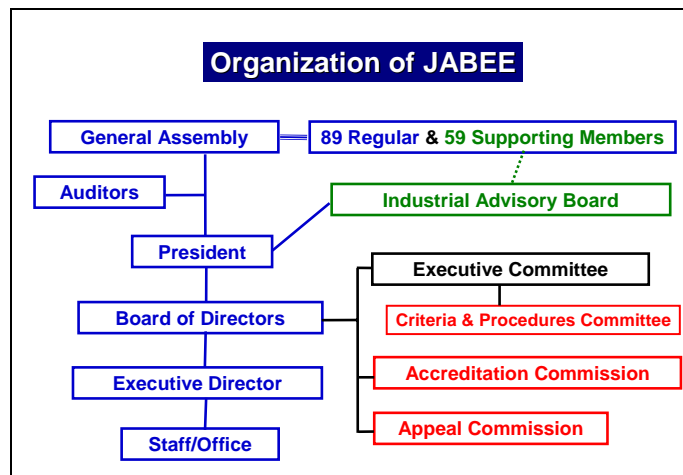 Organization of JABEE
General Assembly
89 Regular & 59 Supporting Members
Auditors
Industrial Advisory Board
President
Executive Committee
Board of Directors
Criteria & Procedures Committee
Executive Director
Accreditation Commission
Appeal Commission
Staff/Office